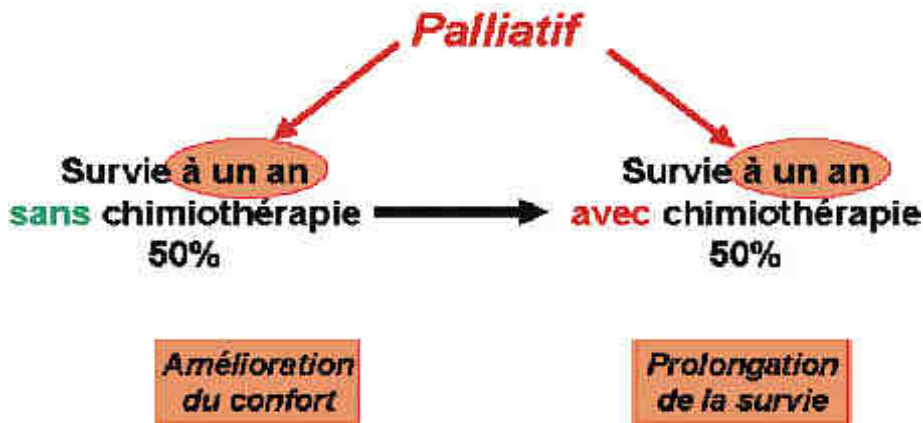 Palliatif
Survie à un an
sans chimiothérapie
50%
Survie à un an
avec chimiothérapie
50%
Amélioration
du confort
Prolongation
de la survie